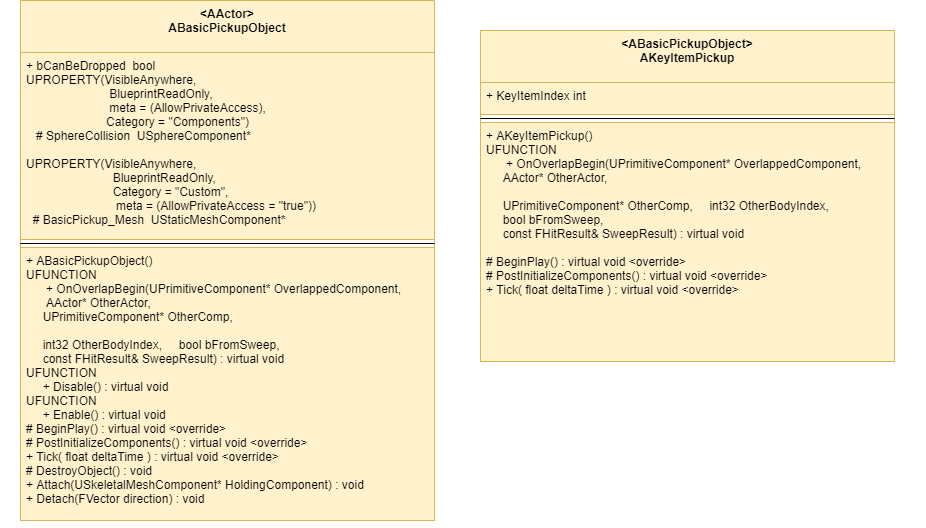 <AActor>
ABasicPickupObject
+ bCanBeDropped  bool
UPROPERTY(VisibleAnywhere,
BlueprintReadOnly,
meta = (AllowPrivateAccess),
Category = "Components")
# SphereCollision  USphereComponent*
UPROPERTY(VisibleAnywhere,
BlueprintReadOnly,
Category = "Custom",
meta = (AllowPrivateAccess = "true"))
# BasicPickup_Mesh  UStaticMeshComponent*
+ ABasicPickupObject()
UFUNCTION
+ OnOverlapBegin(UPrimitiveComponent* OverlappedComponent,
AActor* OtherActor,
UPrimitiveComponent* OtherComp,
int32 OtherBodyIndex,     bool bFromSweep,
const FHitResult& SweepResult) : virtual void
UFUNCTION
+ Disable() : virtual void
UFUNCTION
+ Enable() : virtual void
# BeginPlay() : virtual void <override>
# PostInitializeComponents() : virtual void <override>
+ Tick( float deltaTime ) : virtual void <override>
# DestroyObject() : void
+ Attach(USkeletalMeshComponent* HoldingComponent) : void
+ Detach(FVector direction) : void
<ABasicPickupObject>
AKeyItemPickup
+ KeyItemIndex int
+ AKeyItemPickup()
UFUNCTION
+ OnOverlapBegin(UPrimitiveComponent* OverlappedComponent,
AActor* OtherActor,
UPrimitiveComponent* OtherComp,     int32 OtherBodyIndex,
bool bFromSweep,
const FHitResult& SweepResult) : virtual void
# BeginPlay() : virtual void <override>
# PostInitializeComponents() : virtual void <override>
+ Tick( float deltaTime ) : virtual void <override>